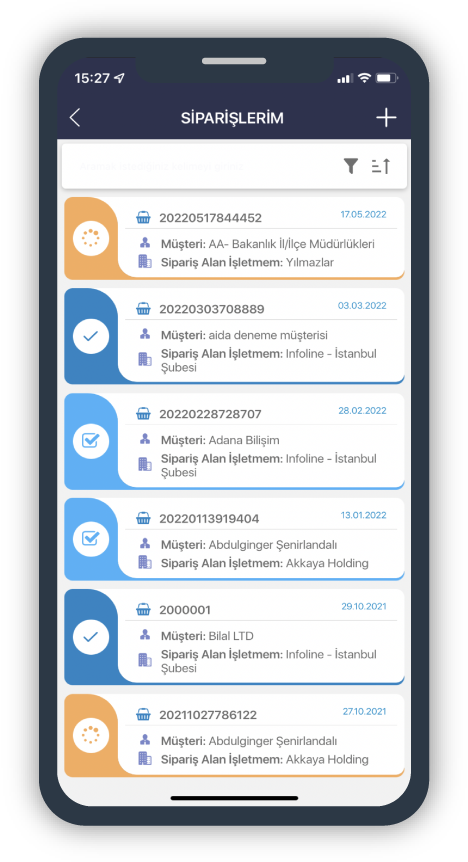 15:27
SİPARİŞLERİM
20220517844452 17.05.2022
Müşteri: AA- Bakanlık İl/İlçe Müdürlükleri
Sipariş Alan İşletmem: Yılmazlar
20220303708889 03.03.2022
Müşteri: aida deneme müşterisi
Sipariş Alan İşletmem: Infoline - İstanbul
Şubesi
20220228728707 28.02.2022
Müşteri: Adana Bilişim
Sipariş Alan İşletmem: Infoline - İstanbul
Şubesi
20220113919404 13.01.2022
Müşteri: Abdulginger Şenirlandalı
Sipariş Alan İşletmem: Akkaya Holding
2000001 29.10.2021
Müşteri: Bilal LTD
Sipariş Alan İşletmem: Infoline - İstanbul
Şubesi
20211027786122 27.10.2021
Müşteri: Abdulginger Şenirlandalı
Sipariş Alan İşletmem: Akkaya Holding